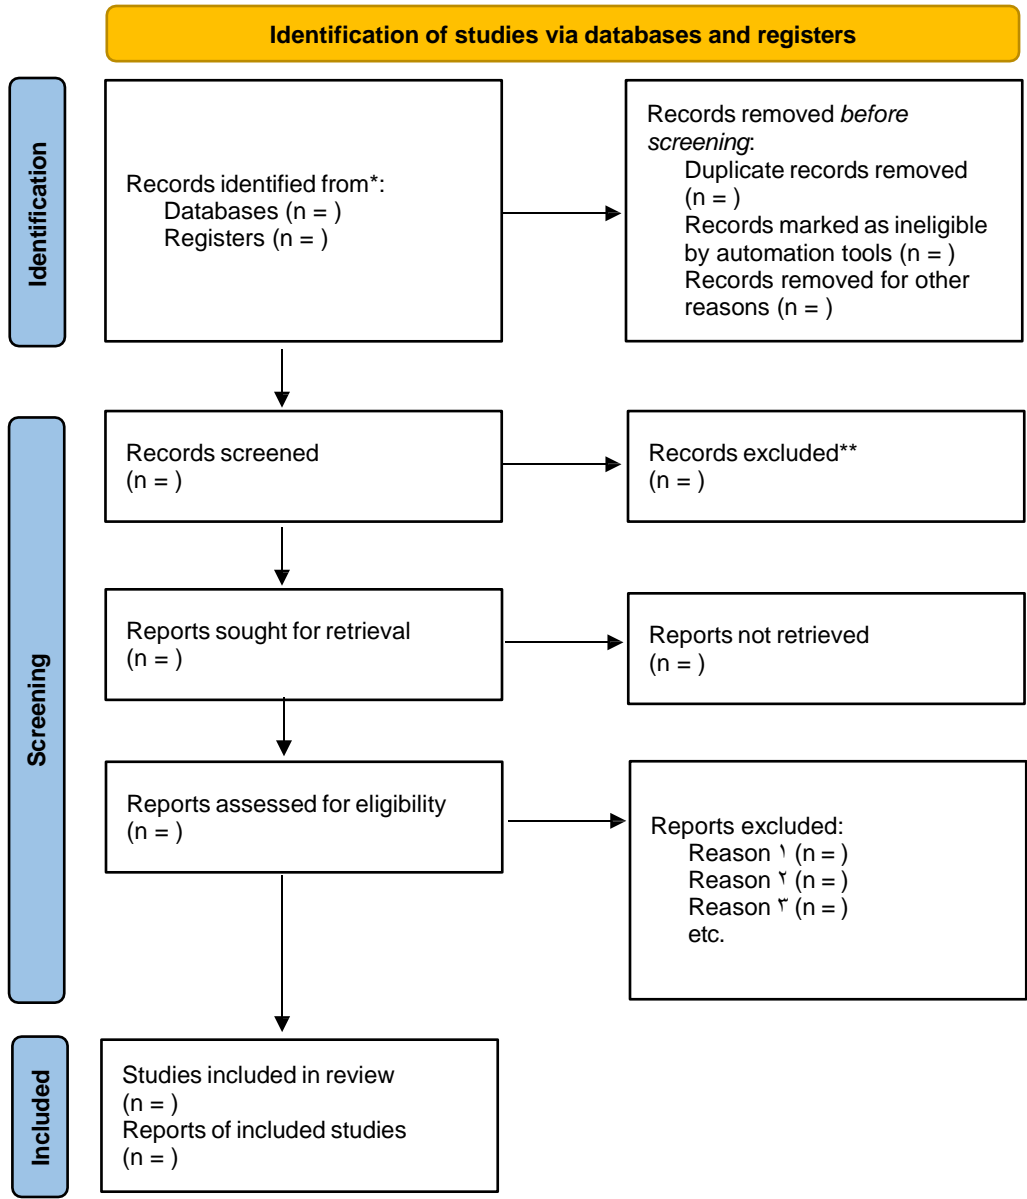 Identification of studies via databases and registers
Identification
Records identified from*:
Databases (n = )
Registers (n = )
Records removed before
screening:
Duplicate records removed
(n = )
Records marked as ineligible
by automation tools (n = )
Records removed for other
reasons (n = )
Screening
Records screened
(n = )
Records excluded**
(n = )
Reports sought for retrieval
(n = )
Reports not retrieved
(n = )
Reports assessed for eligibility
(n = )
Reports excluded:
Reason ۱ (n = )
Reason ۲ (n = )
Reason ۳ (n = )
etc.
Included
Studies included in review
(n = )
Reports of included studies
(n = )